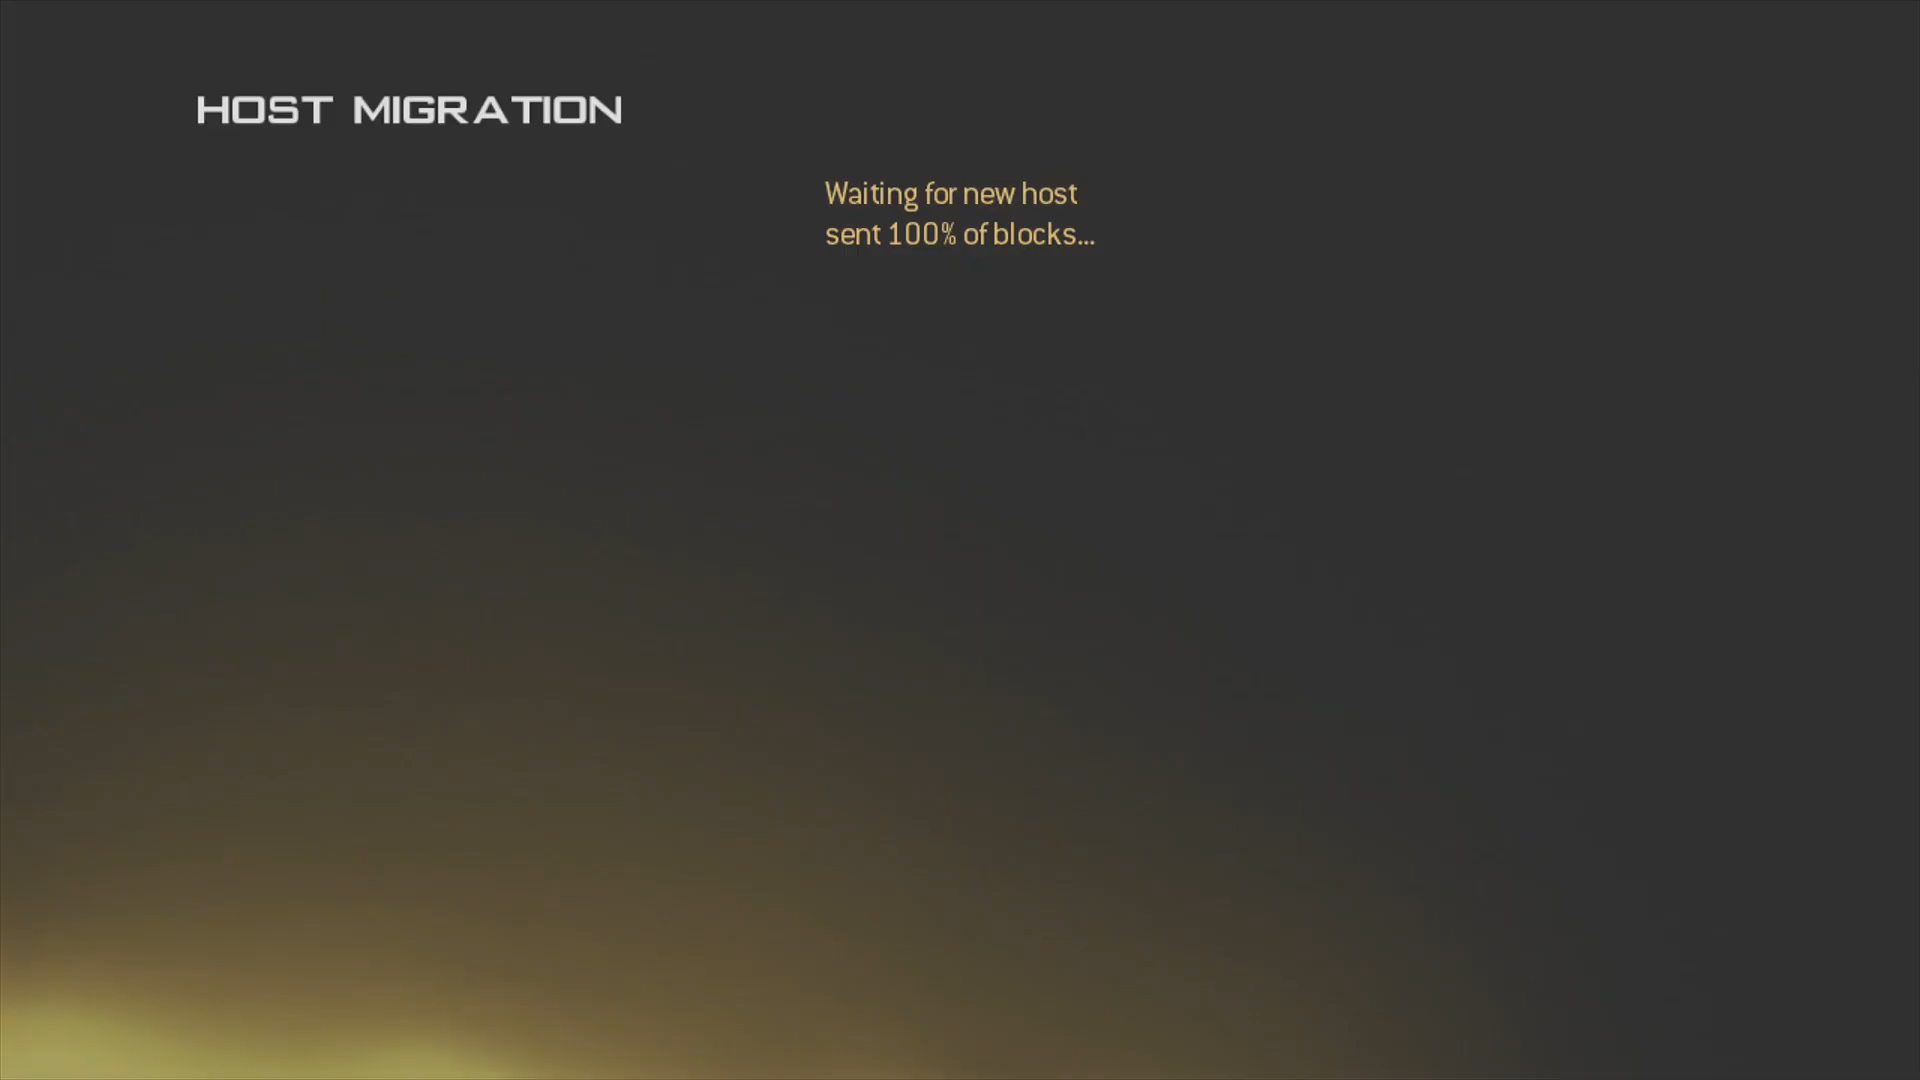 HOST MIGRATION
Waiting for new host
sent 100% of blocks...